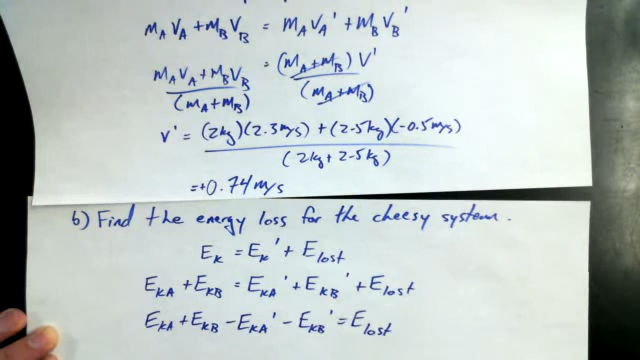 mAVA + mBVB = mAVA' + mBVB'
mAVA + mBVB / (mA + mB) = (mA + mB) V' / (mA + mB)
V' = (2kg)(2.3m/s) + (2.5kg)(-0.5m/s) / (2kg + 2.5kg)
= +0.74m/s
b) Find the energy loss for the cheesy system.
EK = EK' + Elost
EKA + EKB = EKA' + EKB' + Elost
EKA + EKB - EKA' - EKB' = Elost